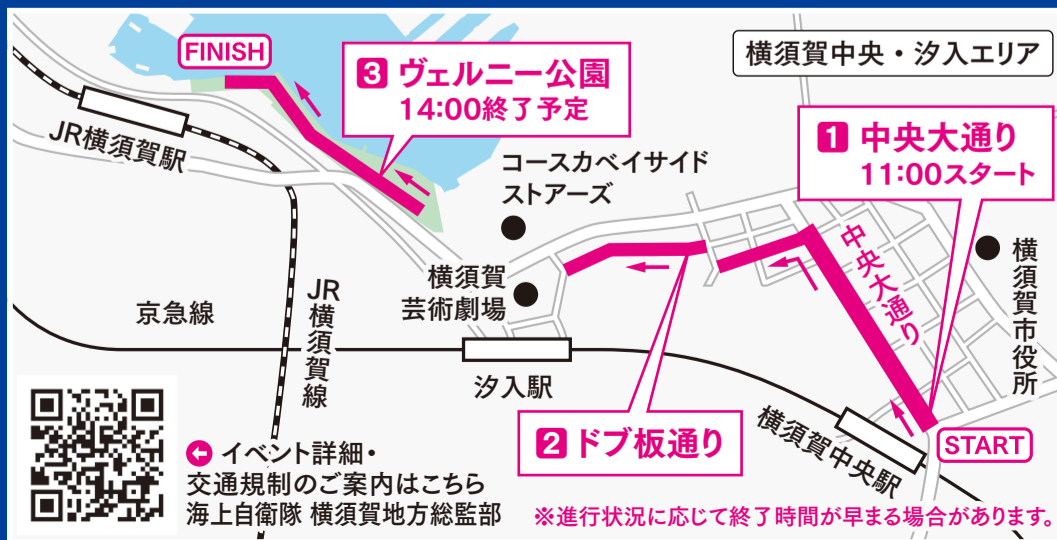 横須賀中央・汐入エリア
FINISH
3 ヴェルニー公園
14:00終了予定
JR横須賀駅
1 中央大通り
11:00スタート
コースカベイサイド
ストアーズ
中央大通り
横須賀市役所
横須賀
芸術劇場
京急線
JR横須賀線
汐入駅
2 ドブ板通り
横須賀中央駅
START
イベント詳細・
交通規制のご案内はこちら
海上自衛隊 横須賀地方総監部
※進行状況に応じて終了時間が早まる場合があります。